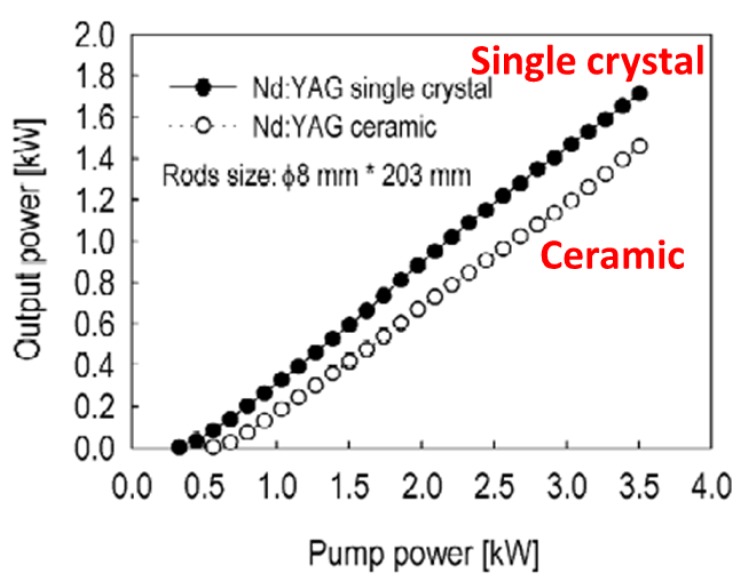 2.0
Single crystal
1.8
Nd:YAG single crystal
1.6
Nd:YAG ceramic
1.4
Rods size: ϕ8 mm * 203 mm
1.2
1.0
Ceramic
0.8
0.6
0.4
0.2
0.0
Output power [kW]
0.0 0.5 1.0 1.5 2.0 2.5 3.0 3.5 4.0
Pump power [kW]